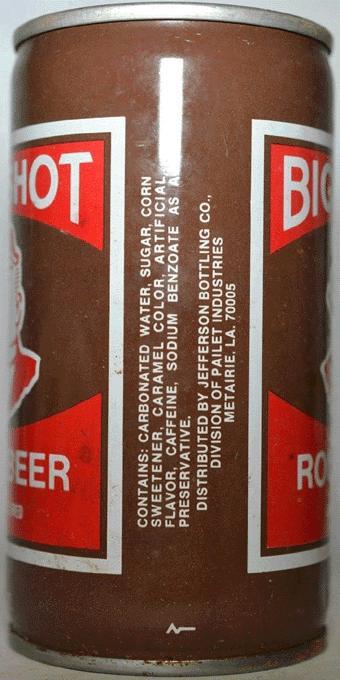 HOT
BEER
CONTAINS: CARBONATED WATER, SUGAR, CORN
SWEETENER, CARAMEL COLOR, ARTIFICIAL
FLAVOR, CAFFEINE, SODIUM BENZOATE AS A
PRESERVATIVE.
DISTRIBUTED BY JEFFERSON BOTTLING CO.,
DIVISION OF PAILET INDUSTRIES
METAIRIE, LA. 70005
BIG
RO